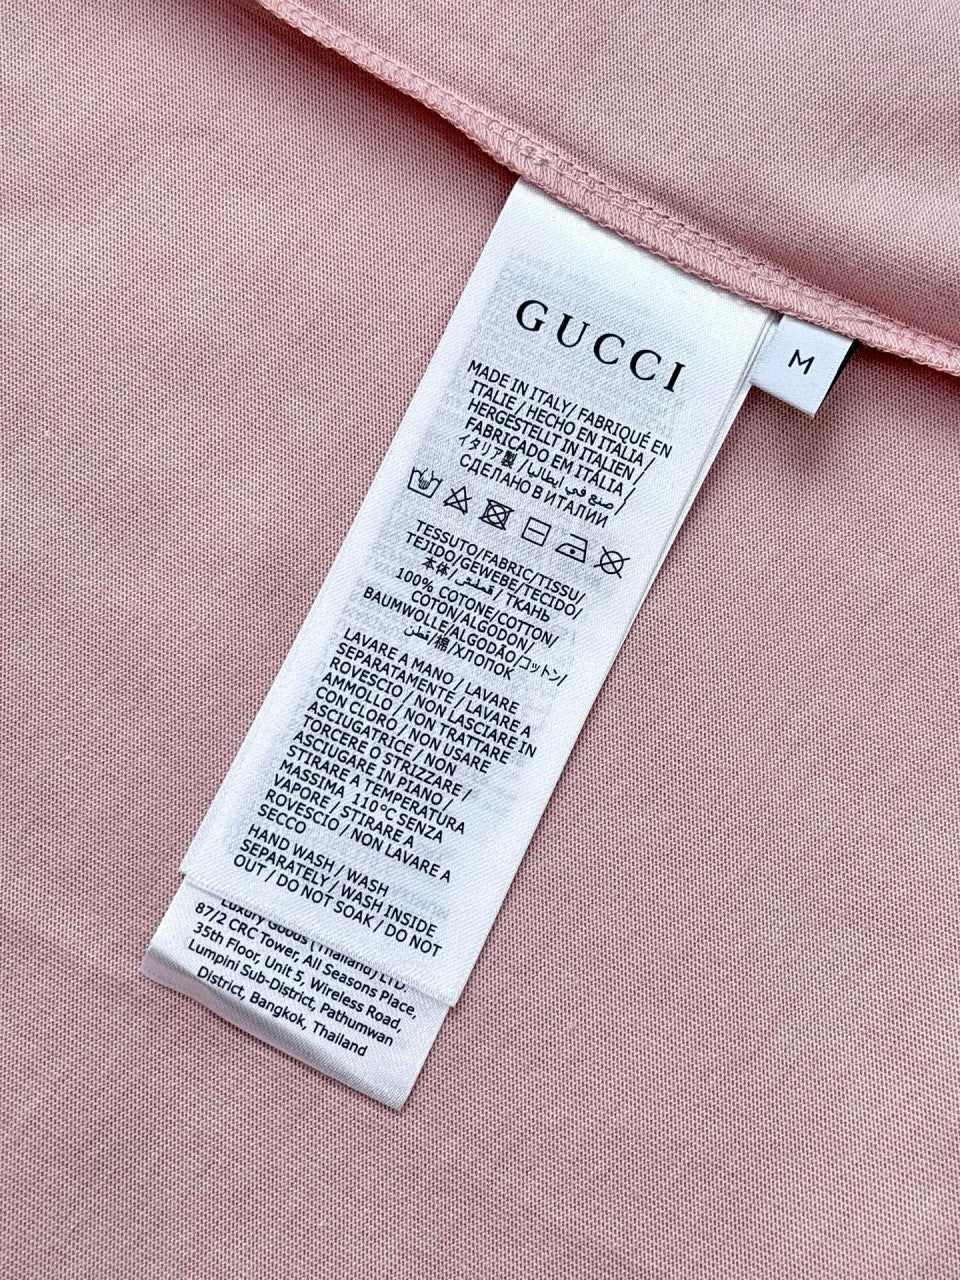 GUCCI
M
MADE IN ITALY/ FABRIQUÉ EN
ITALIE / HECHO EN ITALIA /
HERGESTELLT IN ITALIEN /
FABRICADO EM ITALIA /
イタリア製 / صنع في إيطاليا /
СДЕЛАНО В ИТАЛИИ
TESSUTO/FABRIC/TISSU/
TEJIDO/GEWEBE/TECIDO/
本体/ قماش / ТКАНЬ
100% COTONE/COTTON/
COTON/ALGODON/
BAUMWOLLE/ALGODÃO/コットン/
قطن/棉/ХЛОПОК
LAVARE A MANO / LAVARE
SEPARATAMENTE / LAVARE A
ROVESCIO / NON LASCIARE IN
AMMOLLO / NON TRATTARE
CON CLORO / NON USARE
ASCIUGATRICE / NON
TORCERE O STRIZZARE /
ASCIUGARE IN PIANO /
STIRARE A TEMPERATURA
MASSIMA 110°C SENZA
VAPORE / STIRARE A
ROVESCIO / NON LAVARE A
SECCO
HAND WASH / WASH
SEPARATELY / WASH INSIDE
OUT / DO NOT SOAK / DO NOT
Luxury Goods (Thailand) LTD.
87/2 CRC Tower, All Seasons Place,
35th Floor, Unit 5, Wireless Road,
Lumpini Sub-District, Pathumwan
District, Bangkok, Thailand